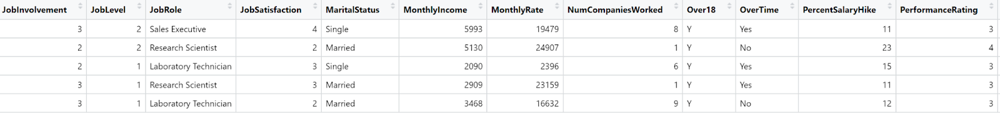 JobInvolvement JobLevel JobRole JobSatisfaction MaritalStatus MonthlyIncome MonthlyRate NumCompaniesWorked Over18 OverTime PercentSalaryHike PerformanceRating
3 2 Sales Executive 4 Single 5993 19479 8 Y Yes 11 3
2 2 Research Scientist 2 Married 5130 24907 1 Y No 23 4
2 1 Laboratory Technician 3 Single 2090 2396 6 Y Yes 15 3
3 1 Research Scientist 3 Married 2909 23159 1 Y Yes 11 3
3 1 Laboratory Technician 2 Married 3468 16632 9 Y No 12 3